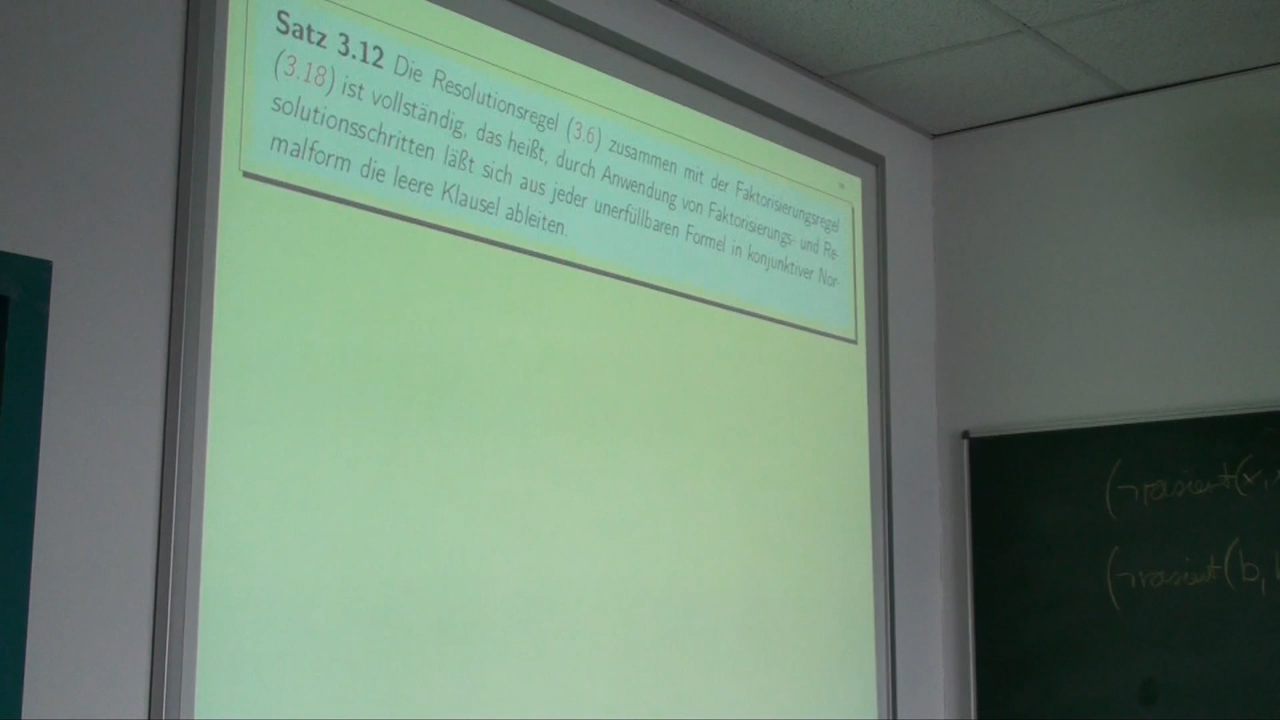 Satz 3.12 Die Resolutionsregel (3.6) zusammen mit der Faktorisierungsregel
(3.18) ist vollständig, das heißt, durch Anwendung von Faktorisierungs- und Re-
solutionsschritten läßt sich aus jeder unerfüllbaren Formel in konjunktiver Nor-
malform die leere Klausel ableiten.
(¬rasiert(x,
(¬rasiert(b,